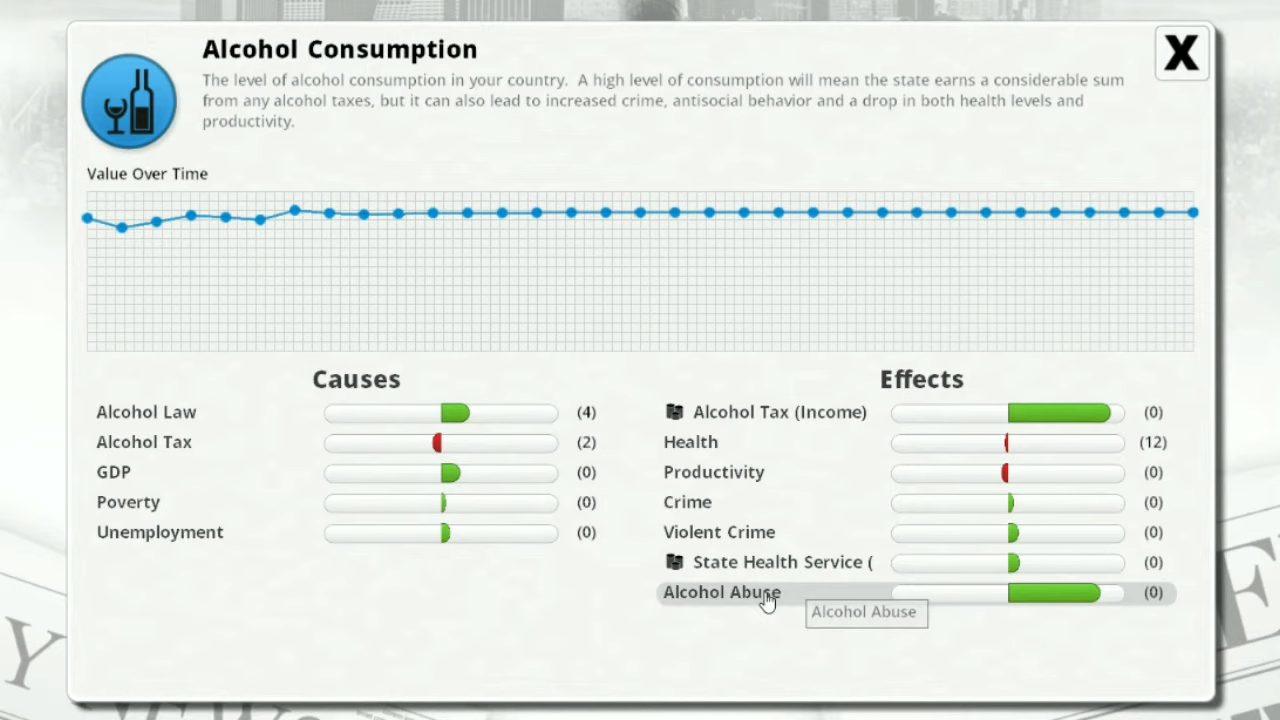 Alcohol Consumption
X
The level of alcohol consumption in your country. A high level of consumption will mean the state earns a considerable sum
from any alcohol taxes, but it can also lead to increased crime, antisocial behavior and a drop in both health levels and
productivity.
Value Over Time
Causes
Alcohol Law (4)
Alcohol Tax (2)
GDP (0)
Poverty (0)
Unemployment (0)
Effects
Alcohol Tax (Income) (0)
Health (12)
Productivity (0)
Crime (0)
Violent Crime (0)
State Health Service ( (0)
Alcohol Abuse (0)
Alcohol Abuse